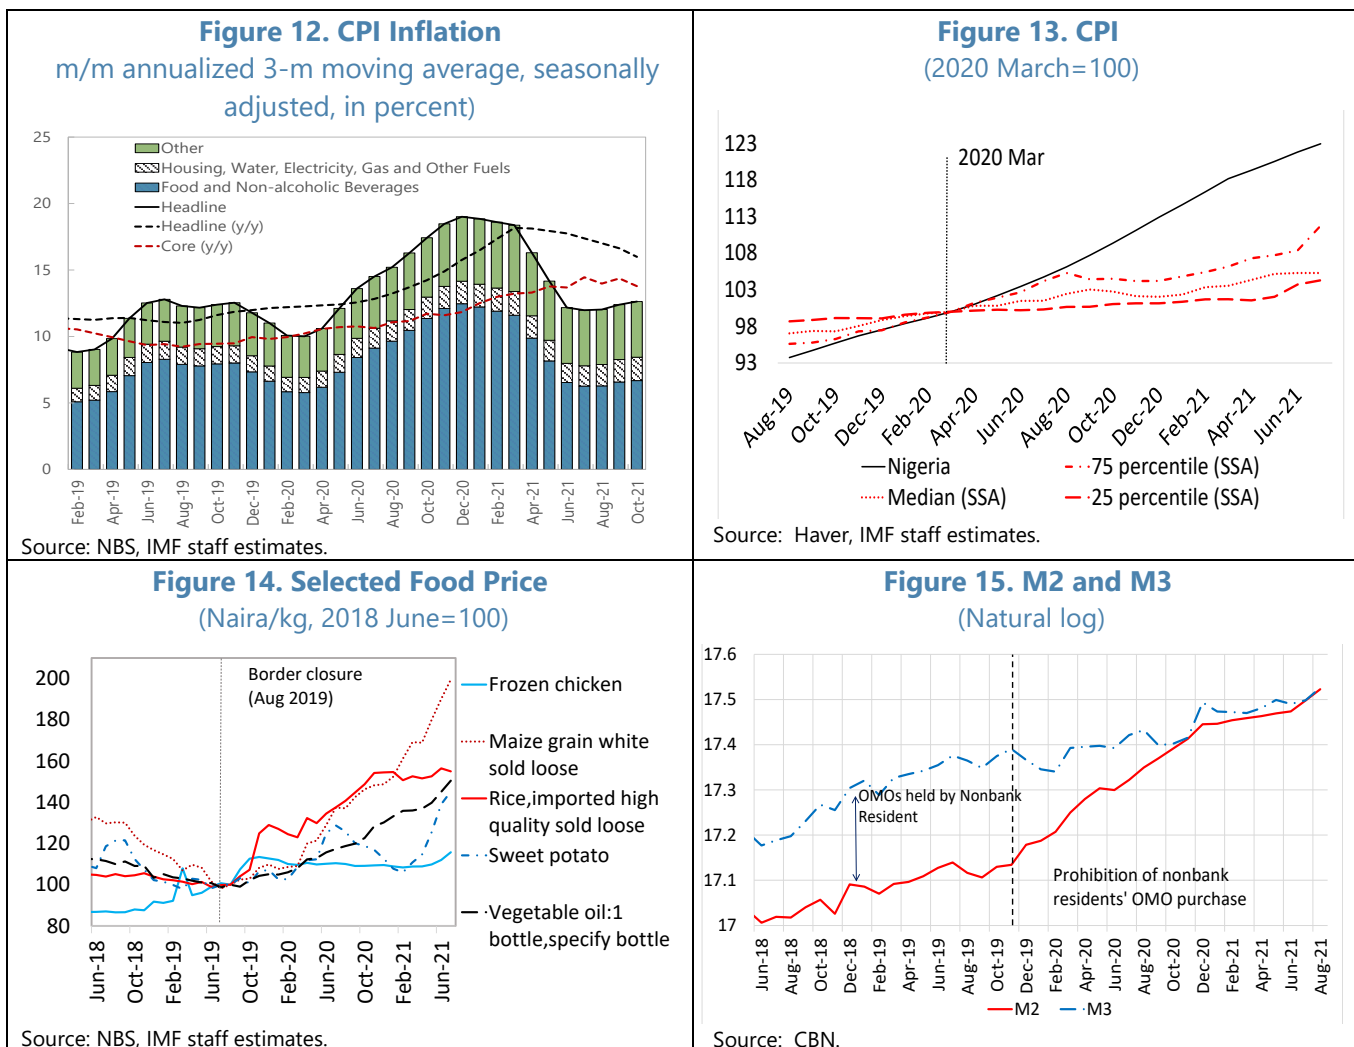 Figure 12. CPI Inflation
m/m annualized 3-m moving average, seasonally
adjusted, in percent)
25
20
15
10
5
0
Other
Housing, Water, Electricity, Gas and Other Fuels
Food and Non-alcoholic Beverages
Headline
Headline (y/y)
Core (y/y)
Feb-19
Apr-19
Jun-19
Aug-19
Oct-19
Dec-19
Feb-20
Apr-20
Jun-20
Aug-20
Oct-20
Dec-20
Feb-21
Apr-21
Jun-21
Aug-21
Oct-21
Source: NBS, IMF staff estimates.
Figure 13. CPI
(2020 March=100)
123
118
113
108
103
98
93
2020 Mar
Aug-19
Oct-19
Dec-19
Feb-20
Apr-20
Jun-20
Aug-20
Oct-20
Dec-20
Feb-21
Apr-21
Jun-21
Nigeria
75 percentile (SSA)
Median (SSA)
25 percentile (SSA)
Source: Haver, IMF staff estimates.
Figure 14. Selected Food Price
(Naira/kg, 2018 June=100)
200
180
160
140
120
100
80
Border closure
(Aug 2019)
Jun-18
Oct-18
Feb-19
Jun-19
Oct-19
Feb-20
Jun-20
Oct-20
Feb-21
Jun-21
Frozen chicken
Maize grain white
sold loose
Rice,imported high
quality sold loose
Sweet potato
Vegetable oil:1
bottle,specify bottle
Source: NBS, IMF staff estimates.
Figure 15. M2 and M3
(Natural log)
17.6
17.5
17.4
17.3
17.2
17.1
17
OMOs held by Nonbank
Resident
Prohibition of nonbank
residents' OMO purchase
Jun-18
Aug-18
Oct-18
Dec-18
Feb-19
Apr-19
Jun-19
Aug-19
Oct-19
Dec-19
Feb-20
Apr-20
Jun-20
Aug-20
Oct-20
Dec-20
Feb-21
Apr-21
Jun-21
Aug-21
M2
M3
Source: CBN.